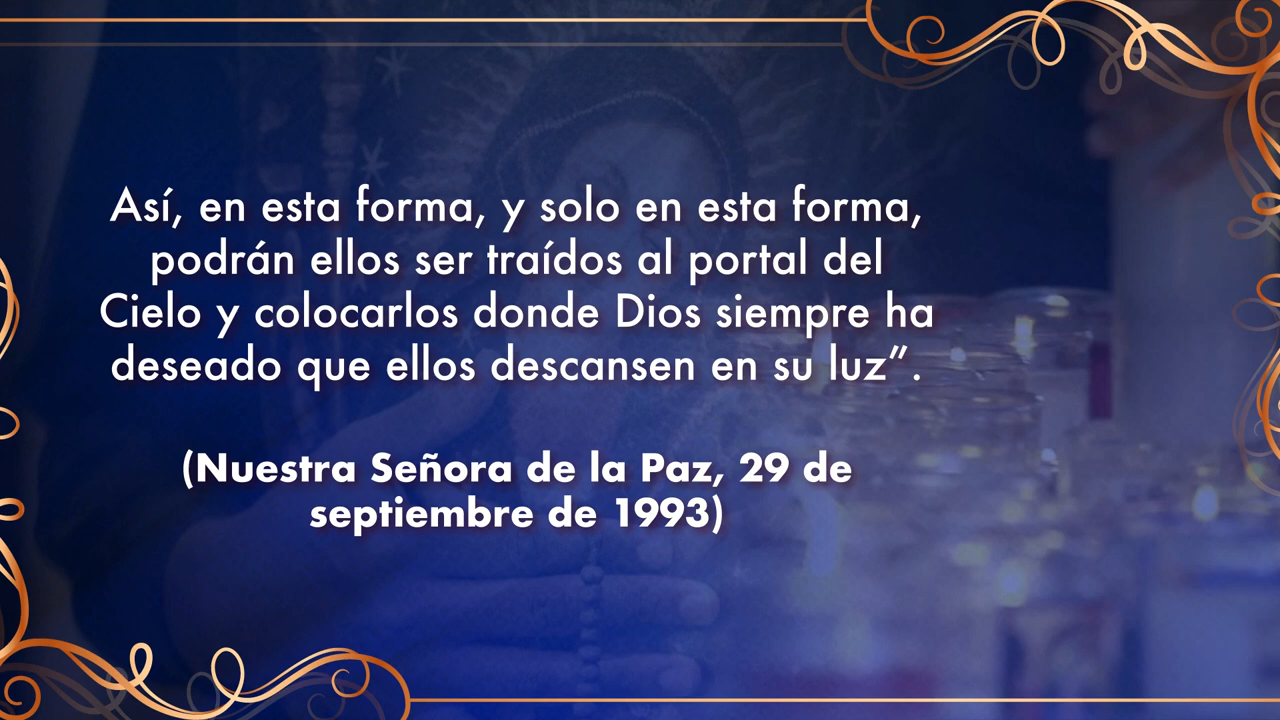 Así, en esta forma, y solo en esta forma,
podrán ellos ser traídos al portal del
Cielo y colocarlos donde Dios siempre ha
deseado que ellos descansen en su luz”.
(Nuestra Señora de la Paz, 29 de
septiembre de 1993)